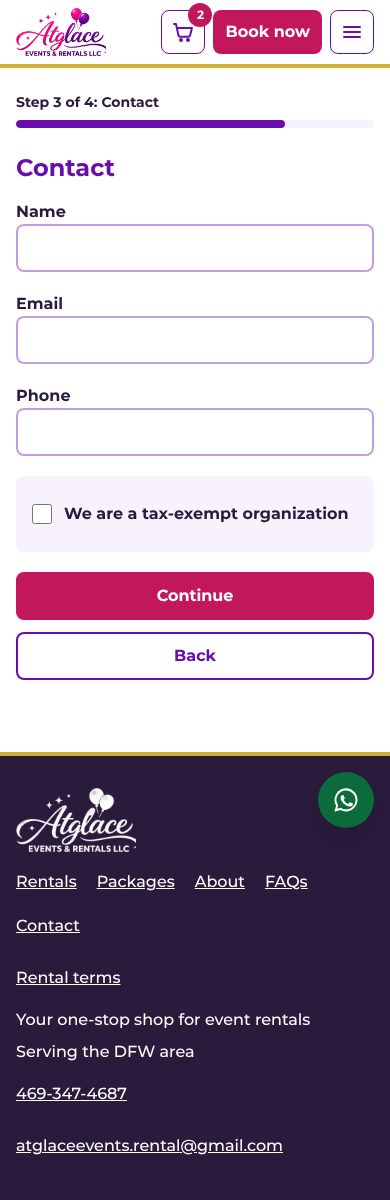 Atglace
EVENTS & RENTALS LLC
2
Book now
Step 3 of 4: Contact
Contact
Name
Email
Phone
We are a tax-exempt organization
Continue
Back
Atglace
EVENTS & RENTALS LLC
Rentals Packages About FAQs
Contact
Rental terms
Your one-stop shop for event rentals
Serving the DFW area
469-347-4687
atglaceevents.rental@gmail.com